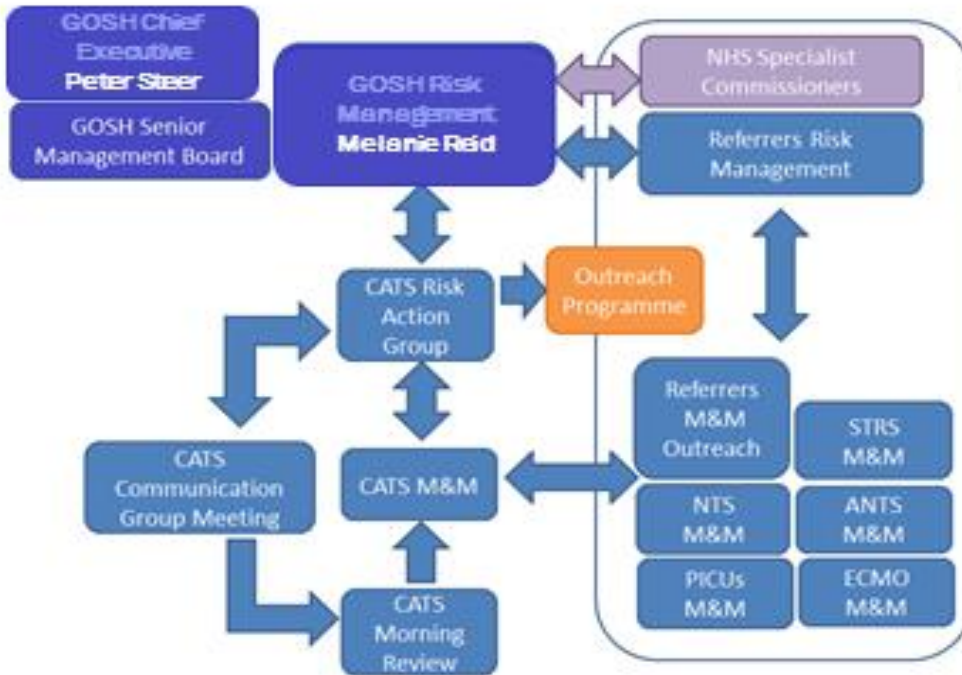 GOSH Chief
Executive
Peter Steer
GOSH Senior
Management Board
GOSH Risk
Management
Melanie Reid
NHS Specialist
Commissioners
Referrers Risk
Management
CATS Risk
Action
Group
Outreach
Programme
CATS
Communication
Group Meeting
CATS M&M
Referrers
M&M
Outreach
STRS
M&M
NTS
M&M
ANTS
M&M
PICUs
M&M
ECMO
M&M
CATS
Morning
Review